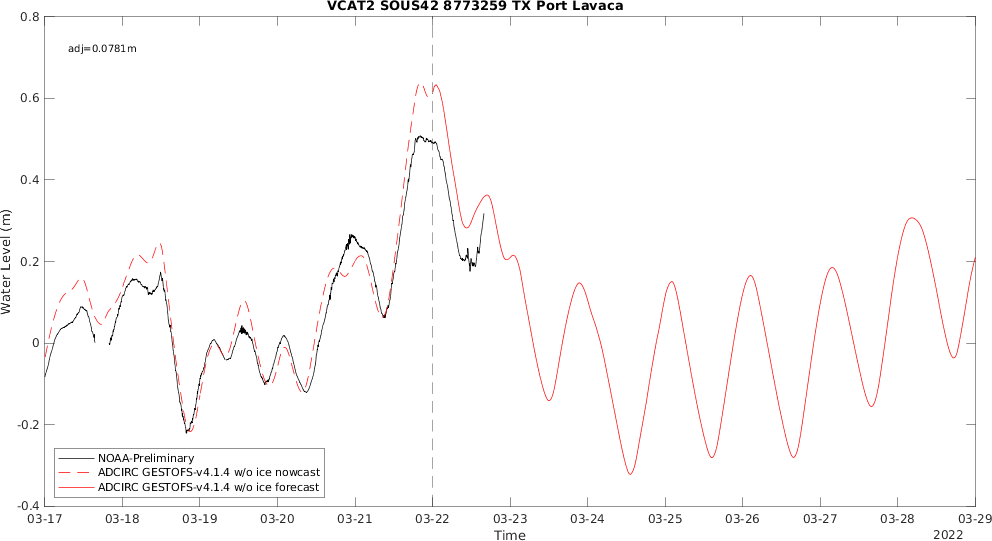 VCAT2 SOUS42 8773259 TX Port Lavaca
adj=0.0781m
0.8
0.6
0.4
0.2
0
-0.2
-0.4
Water Level (m)
NOAA-Preliminary
ADCIRC GESTOFS-v4.1.4 w/o ice nowcast
ADCIRC GESTOFS-v4.1.4 w/o ice forecast
03-17 03-18 03-19 03-20 03-21 03-22 03-23 03-24 03-25 03-26 03-27 03-28 03-29
Time
2022